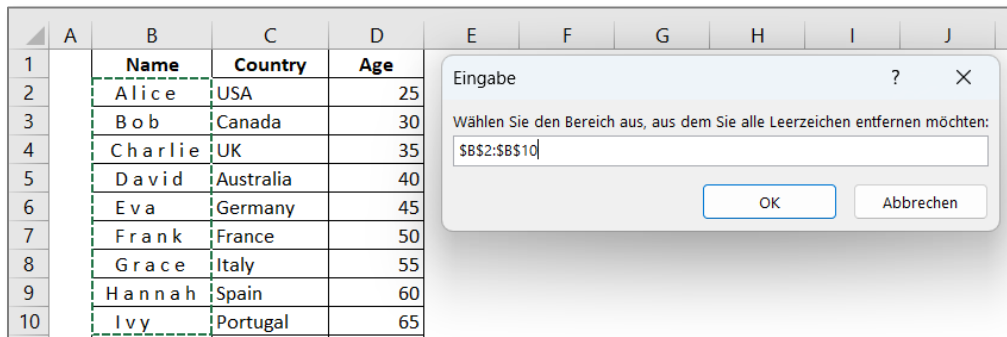 A B C D E F G H I J
1 Name Country Age
2 A l i c e USA 25
3 B o b Canada 30
4 C h a r l i e UK 35
5 D a v i d Australia 40
6 E v a Germany 45
7 F r a n k France 50
8 G r a c e Italy 55
9 H a n n a h Spain 60
10 I v y Portugal 65
Eingabe ?
Wählen Sie den Bereich aus, aus dem Sie alle Leerzeichen entfernen möchten:
$B$2:$B$10
OK Abbrechen